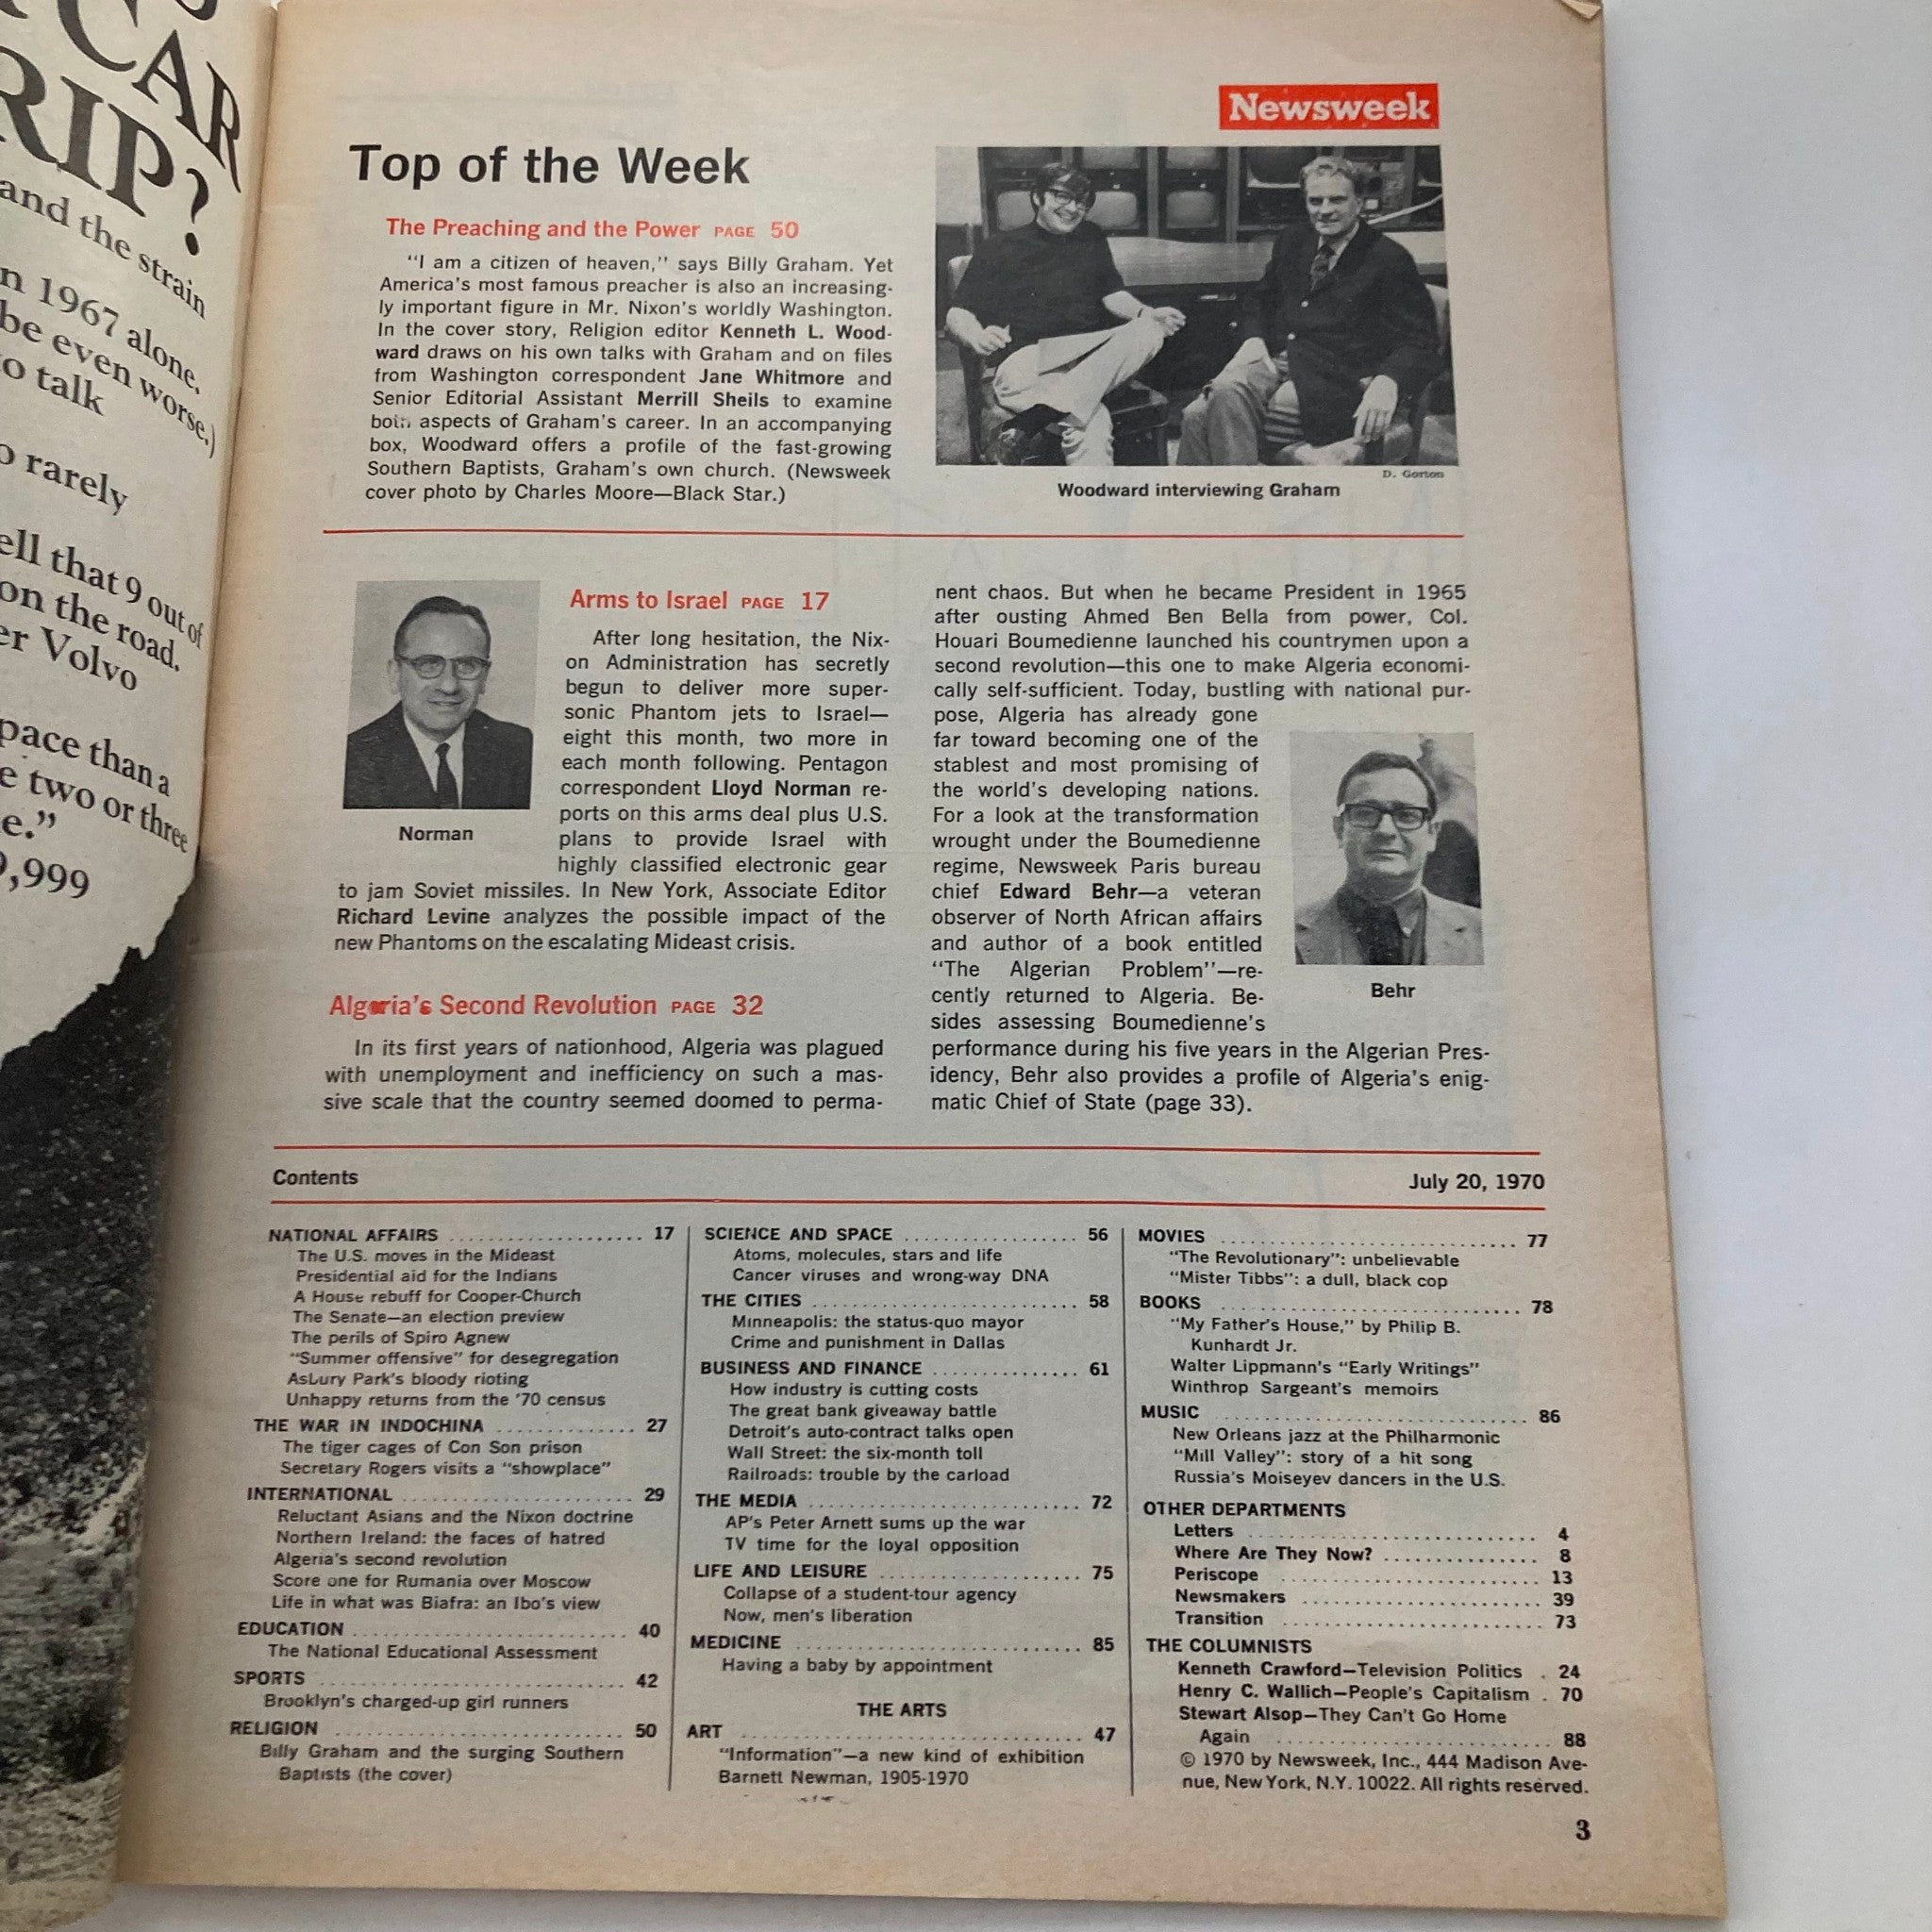 CAR
RIP?
and the strain
n 1967 alone.
be even worse.)
to talk
o rarely
ell that 9 out of
on the road.
er Volvo
pace than a
e two or three
e.”
9,999
Newsweek
Top of the Week
The Preaching and the Power PAGE 50
“I am a citizen of heaven,” says Billy Graham. Yet
America's most famous preacher is also an increasing-
ly important figure in Mr. Nixon's worldly Washington.
In the cover story, Religion editor Kenneth L. Wood-
ward draws on his own talks with Graham and on files
from Washington correspondent Jane Whitmore and
Senior Editorial Assistant Merrill Sheils to examine
both aspects of Graham's career. In an accompanying
box, Woodward offers a profile of the fast-growing
Southern Baptists, Graham's own church. (Newsweek
cover photo by Charles Moore—Black Star.)
D. Gorton
Woodward interviewing Graham
Norman
Arms to Israel PAGE 17
After long hesitation, the Nix-
on Administration has secretly
begun to deliver more super-
sonic Phantom jets to Israel—
eight this month, two more in
each month following. Pentagon
correspondent Lloyd Norman re-
ports on this arms deal plus U.S.
plans to provide Israel with
highly classified electronic gear
to jam Soviet missiles. In New York, Associate Editor
Richard Levine analyzes the possible impact of the
new Phantoms on the escalating Mideast crisis.
Algeria's Second Revolution PAGE 32
In its first years of nationhood, Algeria was plagued
with unemployment and inefficiency on such a mas-
sive scale that the country seemed doomed to perma-
nent chaos. But when he became President in 1965
after ousting Ahmed Ben Bella from power, Col.
Houari Boumedienne launched his countrymen upon a
second revolution—this one to make Algeria economi-
cally self-sufficient. Today, bustling with national pur-
pose, Algeria has already gone
far toward becoming one of the
stablest and most promising of
the world's developing nations.
For a look at the transformation
wrought under the Boumedienne
regime, Newsweek Paris bureau
chief Edward Behr—a veteran
observer of North African affairs
and author of a book entitled
“The Algerian Problem”—re-
cently returned to Algeria. Be-
sides assessing Boumedienne's
performance during his five years in the Algerian Pres-
idency, Behr also provides a profile of Algeria's enig-
matic Chief of State (page 33).
Behr
Contents
July 20, 1970
NATIONAL AFFAIRS .................... 17
The U.S. moves in the Mideast
Presidential aid for the Indians
A House rebuff for Cooper-Church
The Senate—an election preview
The perils of Spiro Agnew
“Summer offensive” for desegregation
Asbury Park's bloody rioting
Unhappy returns from the '70 census
THE WAR IN INDOCHINA .............. 27
The tiger cages of Con Son prison
Secretary Rogers visits a “showplace”
INTERNATIONAL ....................... 29
Reluctant Asians and the Nixon doctrine
Northern Ireland: the faces of hatred
Algeria's second revolution
Score one for Rumania over Moscow
Life in what was Biafra: an Ibo's view
EDUCATION ........................... 40
The National Educational Assessment
SPORTS .............................. 42
Brooklyn's charged-up girl runners
RELIGION ............................ 50
Billy Graham and the surging Southern
Baptists (the cover)
SCIENCE AND SPACE ................. 56
Atoms, molecules, stars and life
Cancer viruses and wrong-way DNA
THE CITIES .......................... 58
Minneapolis: the status-quo mayor
Crime and punishment in Dallas
BUSINESS AND FINANCE .............. 61
How industry is cutting costs
The great bank giveaway battle
Detroit's auto-contract talks open
Wall Street: the six-month toll
Railroads: trouble by the carload
THE MEDIA .......................... 72
AP's Peter Arnett sums up the war
TV time for the loyal opposition
LIFE AND LEISURE ................... 75
Collapse of a student-tour agency
Now, men's liberation
MEDICINE ........................... 85
Having a baby by appointment
THE ARTS
ART ................................. 47
“Information”—a new kind of exhibition
Barnett Newman, 1905-1970
MOVIES .............................. 77
“The Revolutionary”: unbelievable
“Mister Tibbs”: a dull, black cop
BOOKS .............................. 78
“My Father's House,” by Philip B.
Kunhardt Jr.
Walter Lippmann's “Early Writings”
Winthrop Sargeant's memoirs
MUSIC ............................... 86
New Orleans jazz at the Philharmonic
“Mill Valley”: story of a hit song
Russia's Moiseyev dancers in the U.S.
OTHER DEPARTMENTS
Letters ............................ 4
Where Are They Now? ............... 8
Periscope ......................... 13
Newsmakers ....................... 39
Transition ......................... 73
THE COLUMNISTS
Kenneth Crawford—Television Politics . 24
Henry C. Wallich—People's Capitalism . 70
Stewart Alsop—They Can't Go Home
Again ........................... 88
© 1970 by Newsweek, Inc., 444 Madison Ave-
nue, New York, N.Y. 10022. All rights reserved.
3